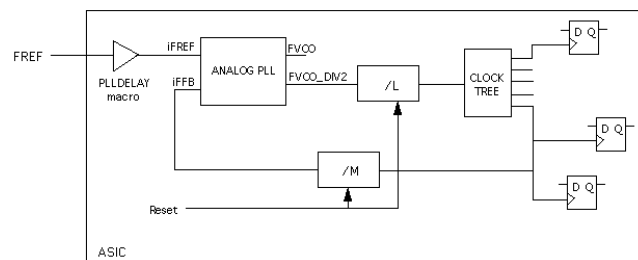 FREF
PLLDELAY
macro
iFREF
iFFB
ANALOG PLL
FVCO
FVCO_DIV2
/L
CLOCK
TREE
D Q
D Q
D Q
/M
Reset
ASIC